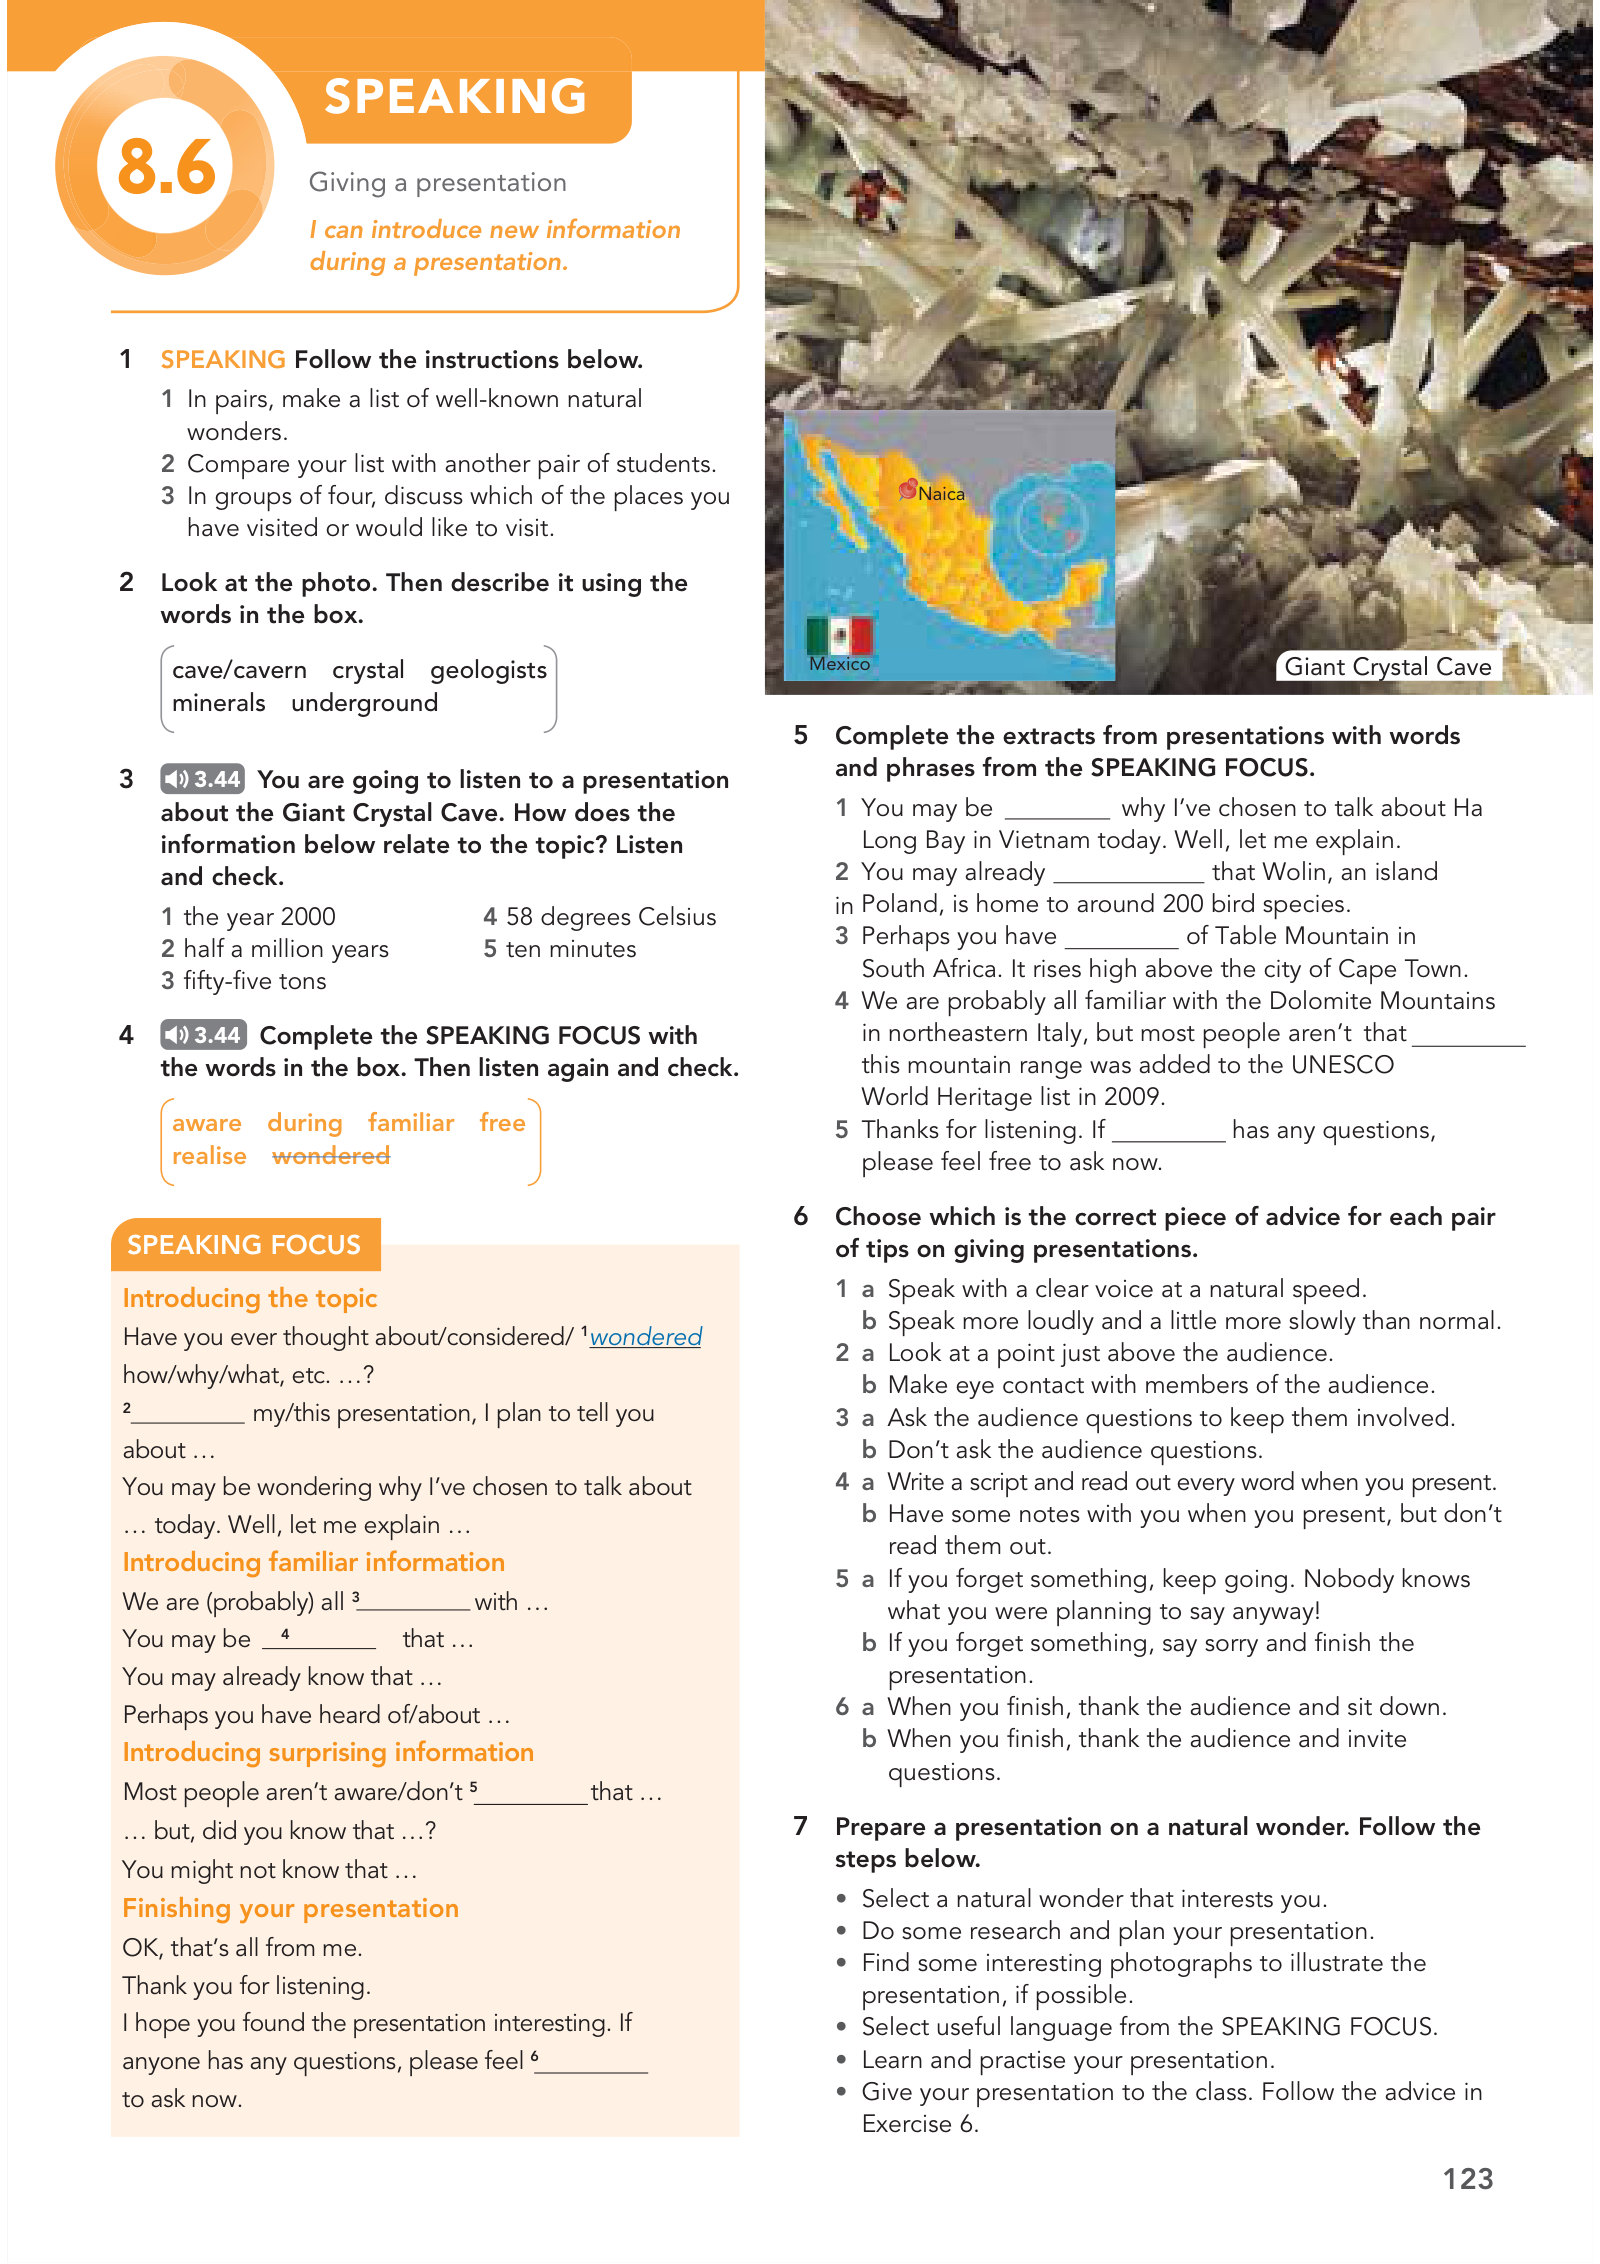 8.6
SPEAKING
Giving a presentation
I can introduce new information
during a presentation.
1 SPEAKING Follow the instructions below.
1 In pairs, make a list of well-known natural
wonders.
2 Compare your list with another pair of students.
3 In groups of four, discuss which of the places you
have visited or would like to visit.
2 Look at the photo. Then describe it using the
words in the box.
cave/cavern crystal geologists
minerals underground
3 3.44 You are going to listen to a presentation
about the Giant Crystal Cave. How does the
information below relate to the topic? Listen
and check.
1 the year 2000 4 58 degrees Celsius
2 half a million years 5 ten minutes
3 fifty-five tons
4 3.44 Complete the SPEAKING FOCUS with
the words in the box. Then listen again and check.
aware during familiar free
realise wondered
SPEAKING FOCUS
Introducing the topic
Have you ever thought about/considered/ 1 wondered
how/why/what, etc. …?
2 ________ my/this presentation, I plan to tell you
about …
You may be wondering why I've chosen to talk about
… today. Well, let me explain …
Introducing familiar information
We are (probably) all 3 ________ with …
You may be 4 ________ that …
You may already know that …
Perhaps you have heard of/about …
Introducing surprising information
Most people aren't aware/don't 5 ________ that …
… but, did you know that …?
You might not know that …
Finishing your presentation
OK, that's all from me.
Thank you for listening.
I hope you found the presentation interesting. If
anyone has any questions, please feel 6 ________
to ask now.
Naica
Mexico
Giant Crystal Cave
5 Complete the extracts from presentations with words
and phrases from the SPEAKING FOCUS.
1 You may be ________ why I've chosen to talk about Ha
Long Bay in Vietnam today. Well, let me explain.
2 You may already ________ that Wolin, an island
in Poland, is home to around 200 bird species.
3 Perhaps you have ________ of Table Mountain in
South Africa. It rises high above the city of Cape Town.
4 We are probably all familiar with the Dolomite Mountains
in northeastern Italy, but most people aren't that ________
this mountain range was added to the UNESCO
World Heritage list in 2009.
5 Thanks for listening. If ________ has any questions,
please feel free to ask now.
6 Choose which is the correct piece of advice for each pair
of tips on giving presentations.
1 a Speak with a clear voice at a natural speed.
b Speak more loudly and a little more slowly than normal.
2 a Look at a point just above the audience.
b Make eye contact with members of the audience.
3 a Ask the audience questions to keep them involved.
b Don't ask the audience questions.
4 a Write a script and read out every word when you present.
b Have some notes with you when you present, but don't
read them out.
5 a If you forget something, keep going. Nobody knows
what you were planning to say anyway!
b If you forget something, say sorry and finish the
presentation.
6 a When you finish, thank the audience and sit down.
b When you finish, thank the audience and invite
questions.
7 Prepare a presentation on a natural wonder. Follow the
steps below.
• Select a natural wonder that interests you.
• Do some research and plan your presentation.
• Find some interesting photographs to illustrate the
presentation, if possible.
• Select useful language from the SPEAKING FOCUS.
• Learn and practise your presentation.
• Give your presentation to the class. Follow the advice in
Exercise 6.
123